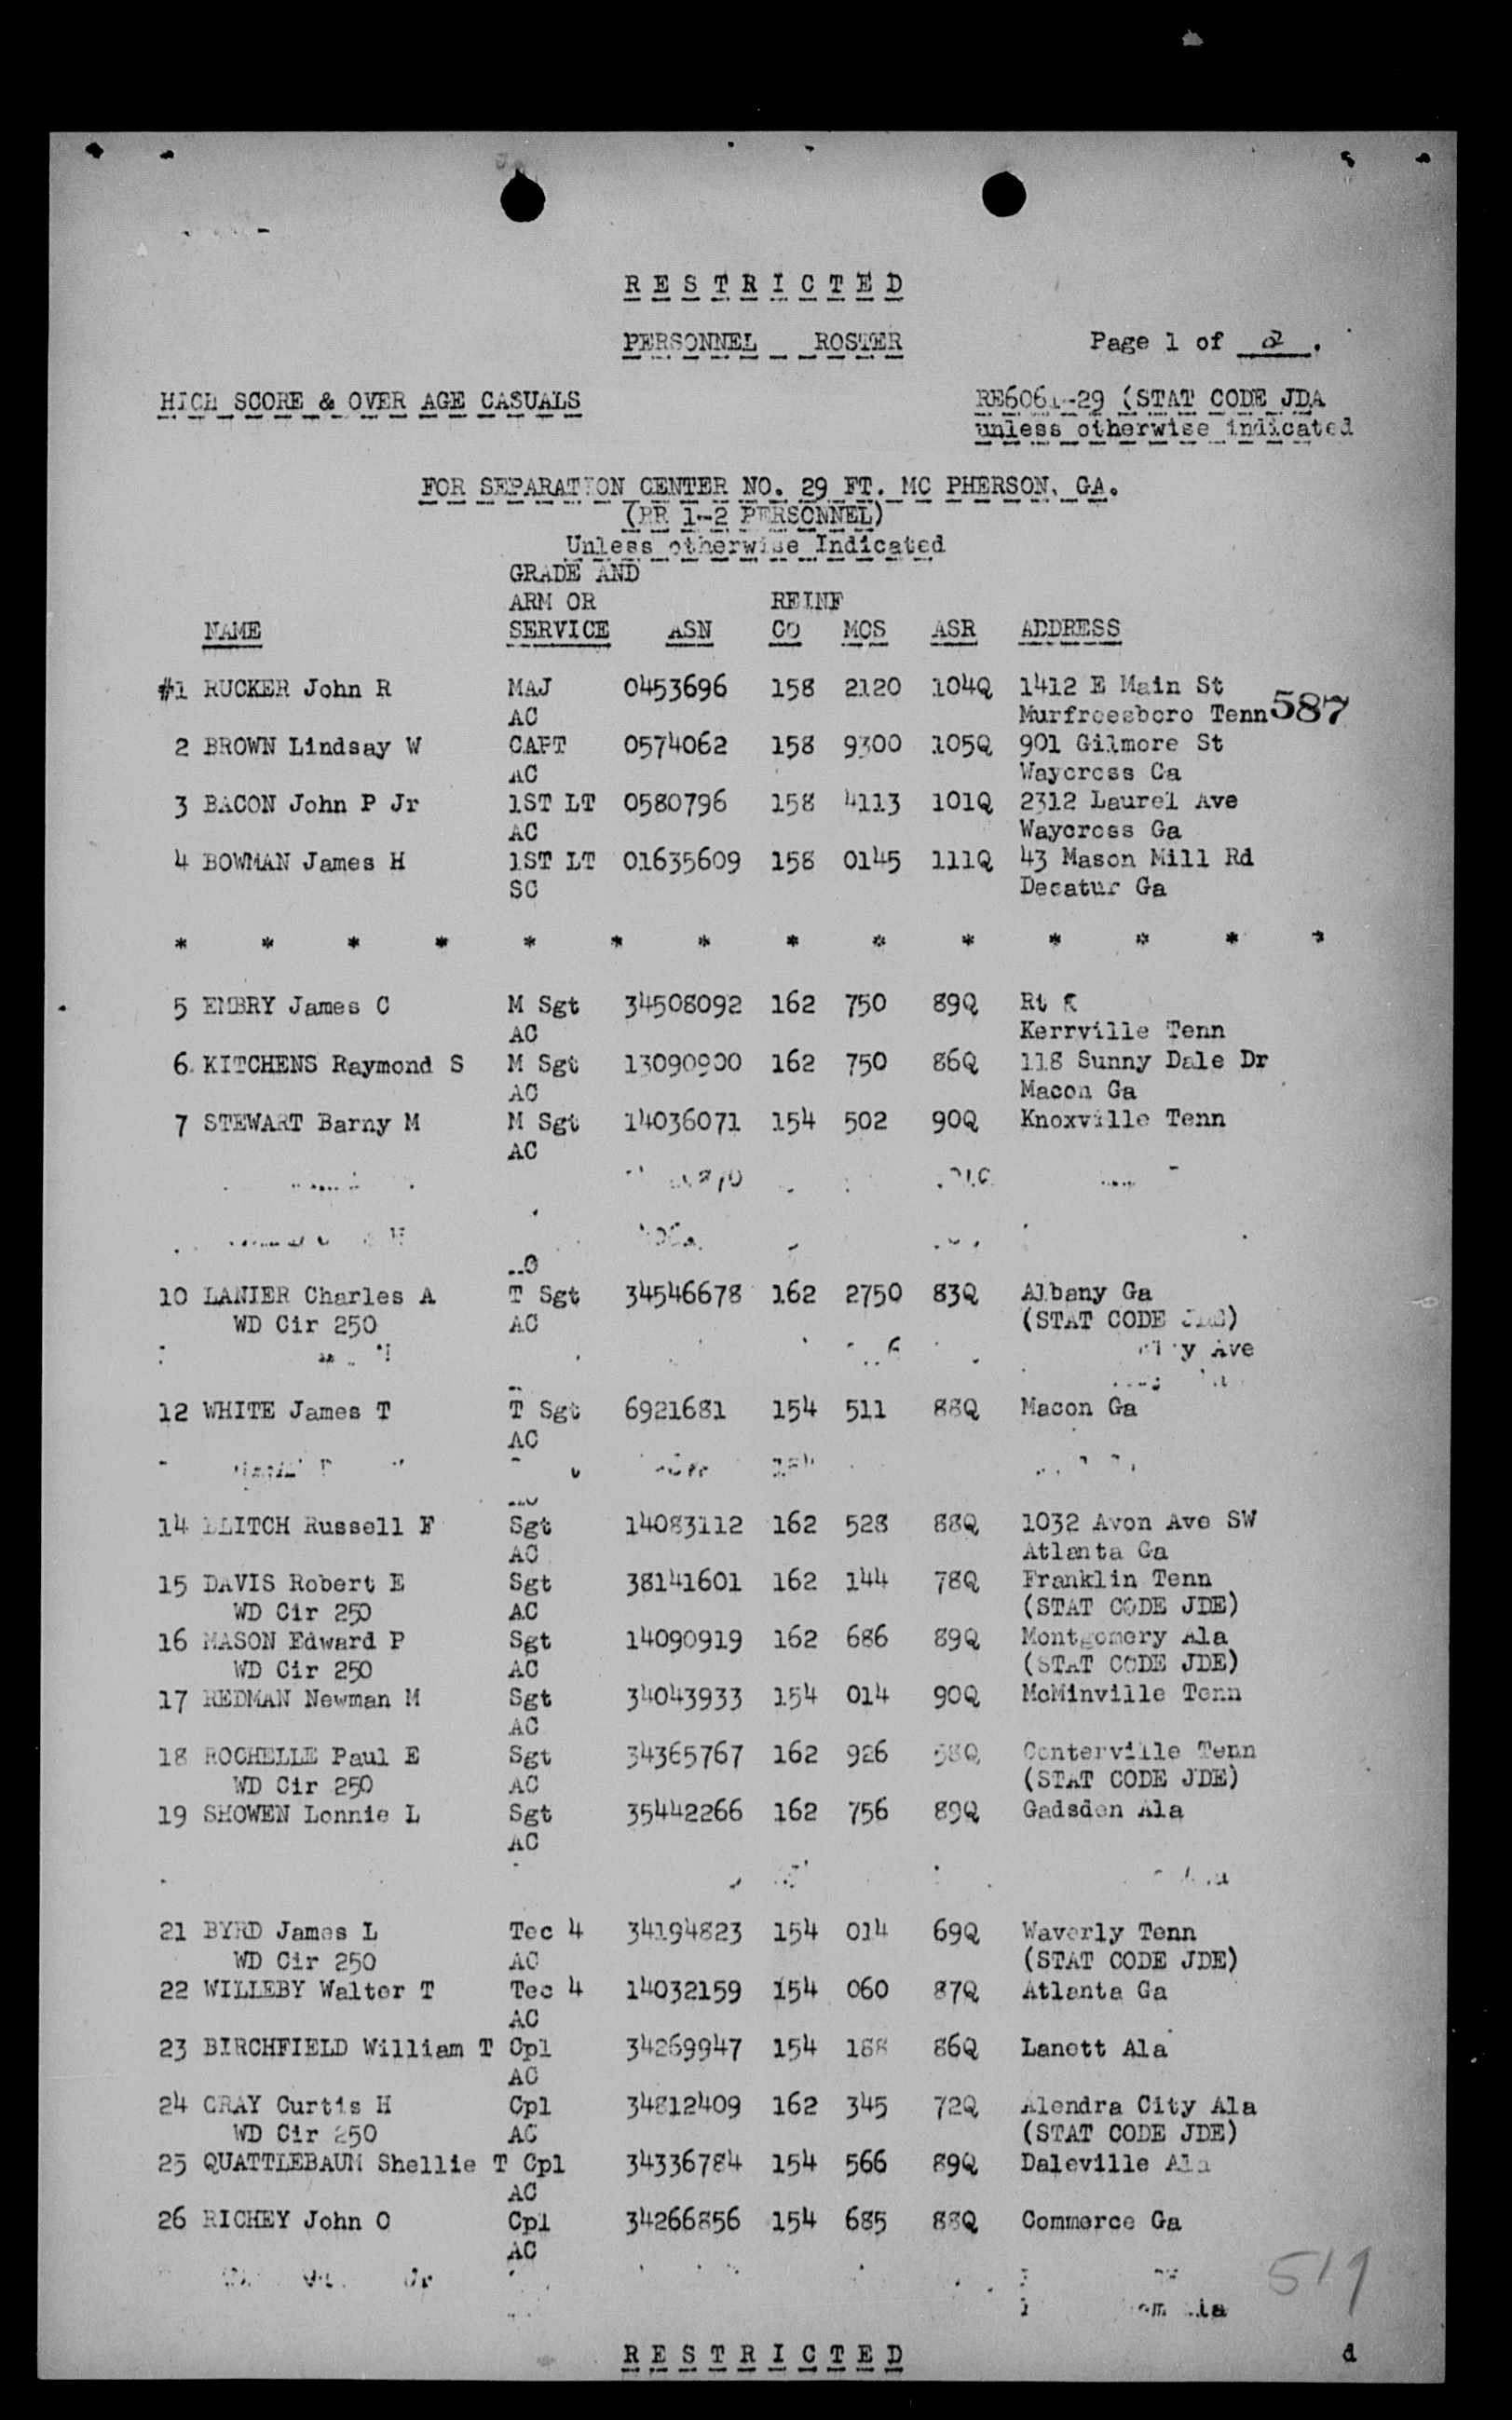 RESTRICTED
PERSONNEL ROSTER Page 1 of 2.
HIGH SCORE & OVER AGE CASUALS RE6061-29 (STAT CODE JDA
unless otherwise indicated
FOR SEPARATION CENTER NO. 29 FT. MC PHERSON, GA.
(RR 1-2 PERSONNEL)
Unless otherwise Indicated
GRADE AND
ARM OR REINF
NAME SERVICE ASN CO MOS ASR ADDRESS
#1 RUCKER John R MAJ 0453696 158 2120 104Q 1412 E Main St
AC Murfreesboro Tenn 587
2 BROWN Lindsay W CAPT 0574062 158 9300 105Q 901 Gilmore St
AC Waycross Ga
3 BACON John P Jr 1ST LT 0580796 158 4113 101Q 2312 Laurel Ave
AC Waycross Ga
4 BOWMAN James H 1ST LT 01635609 158 0145 111Q 43 Mason Mill Rd
SC Decatur Ga
* * * * * * * * * * * * * *
5 EMBRY James C M Sgt 34508092 162 750 89Q Rt
AC Kerrville Tenn
6 KITCHENS Raymond S M Sgt 13090900 162 750 86Q 118 Sunny Dale Dr
AC Macon Ga
7 STEWART Barny M M Sgt 14036071 154 502 90Q Knoxville Tenn
AC
10 LANIER Charles A T Sgt 34546678 162 2750 83Q Albany Ga
WD Cir 250 AC (STAT CODE JDE)
Ave
12 WHITE James T T Sgt 6921681 154 511 88Q Macon Ga
AC
14 BLITCH Russell F Sgt 14083112 162 528 88Q 1032 Avon Ave SW
AC Atlanta Ga
15 DAVIS Robert E Sgt 38141601 162 144 78Q Franklin Tenn
WD Cir 250 AC (STAT CODE JDE)
16 MASON Edward P Sgt 14090919 162 686 89Q Montgomery Ala
WD Cir 250 AC (STAT CODE JDE)
17 REDMAN Newman M Sgt 34043933 154 014 90Q McMinville Tenn
AC
18 ROCHELLE Paul E Sgt 34365767 162 926 58Q Centerville Tenn
WD Cir 250 AC (STAT CODE JDE)
19 SHOWEN Lonnie L Sgt 35442266 162 756 89Q Gadsden Ala
AC
21 BYRD James L Tec 4 34194823 154 014 69Q Waverly Tenn
WD Cir 250 AC (STAT CODE JDE)
22 WILLEBY Walter T Tec 4 14032159 154 060 87Q Atlanta Ga
AC
23 BIRCHFIELD William T Cpl 34269947 154 188 86Q Lanett Ala
AC
24 GRAY Curtis H Cpl 34812409 162 345 72Q Alendra City Ala
WD Cir 250 AC (STAT CODE JDE)
25 QUATTLEBAUM Shellie T Cpl 34336784 154 566 89Q Daleville Ala
AC
26 RICHEY John O Cpl 34266856 154 685 88Q Commerce Ga
AC
519
RESTRICTED d